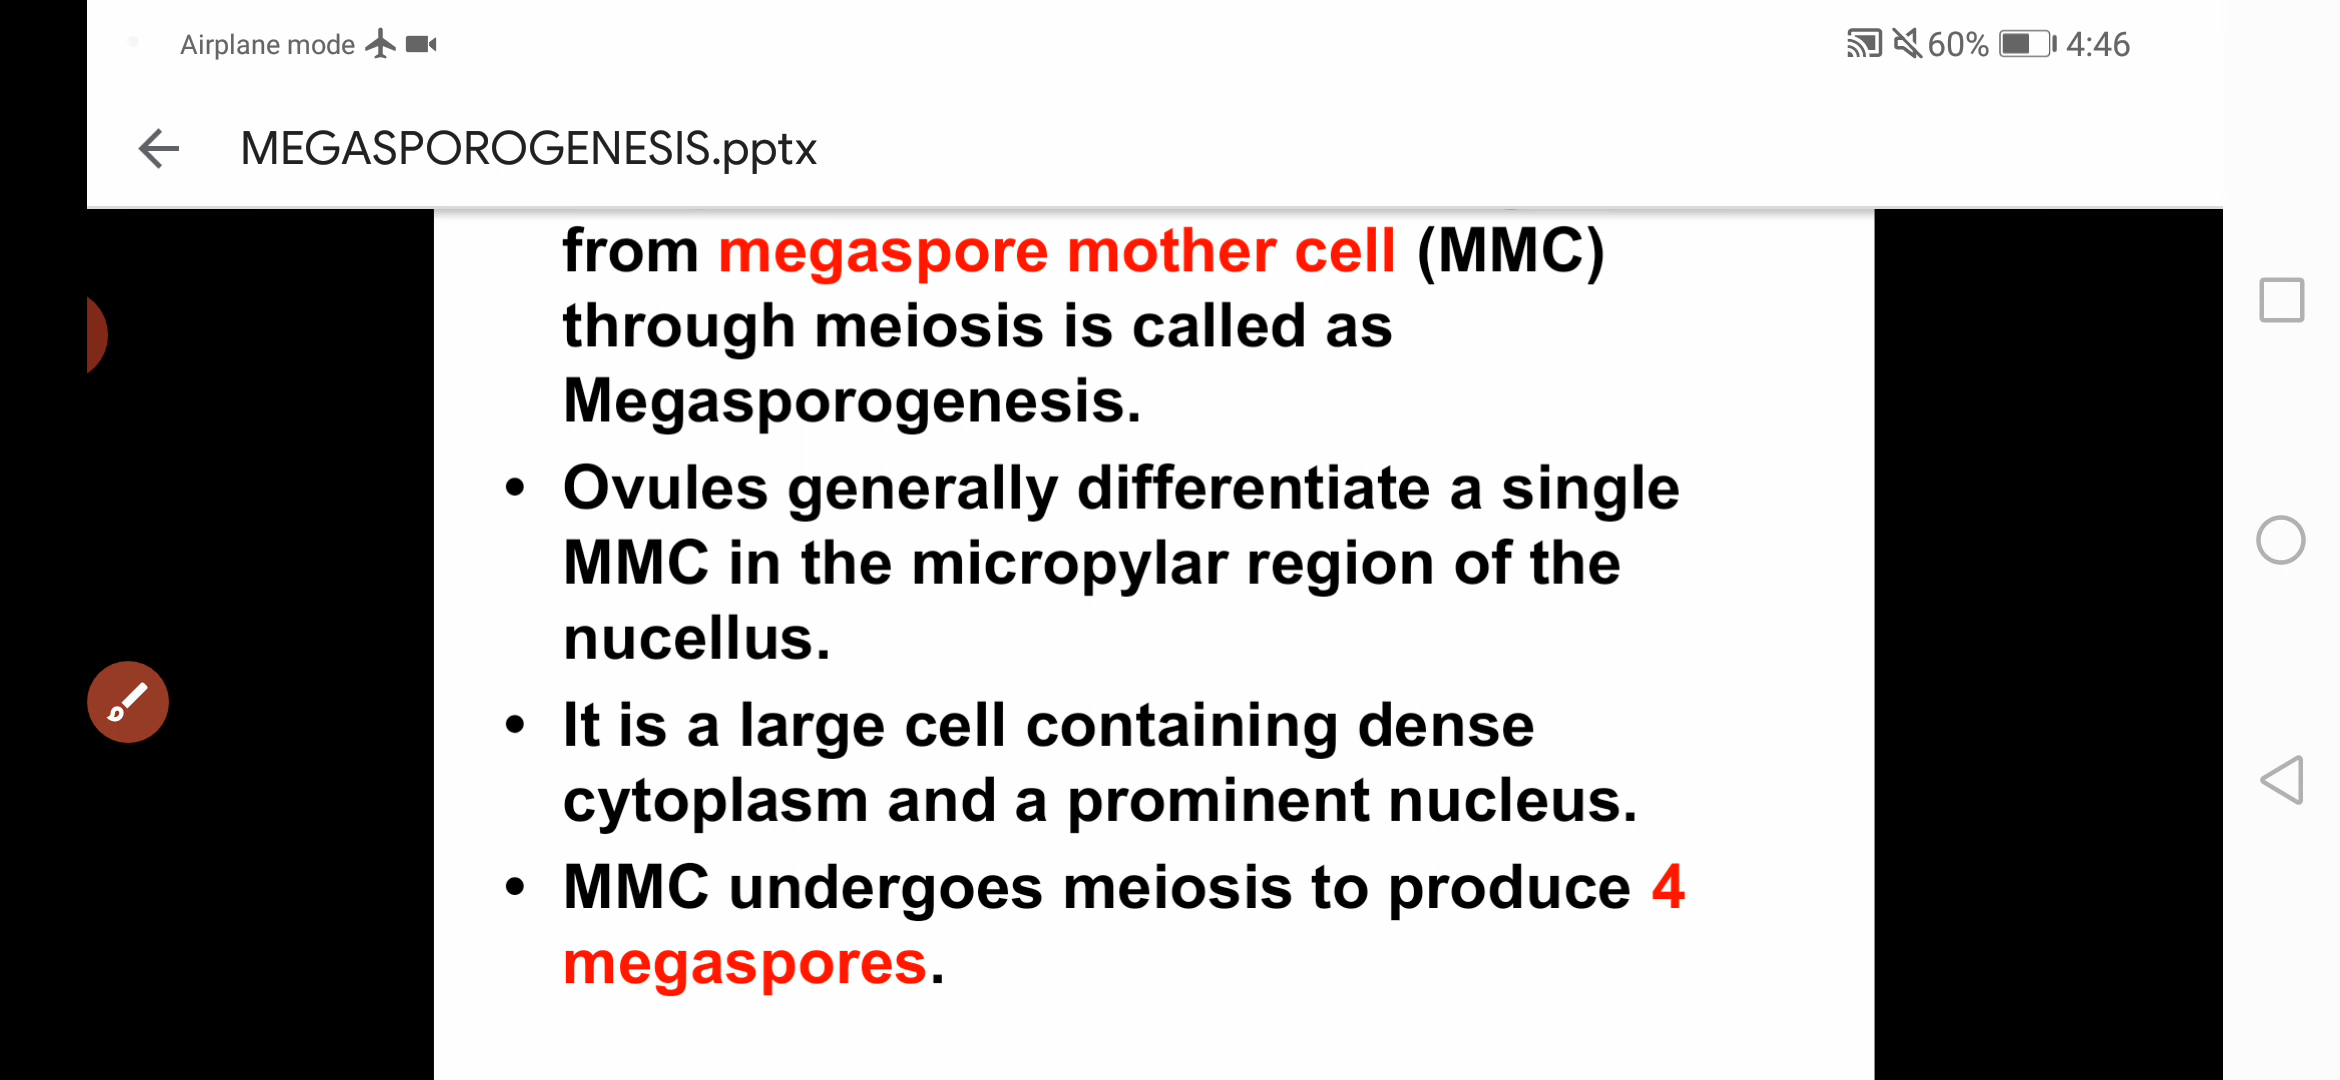 Airplane mode
60% 4:46
MEGASPOROGENESIS.pptx
from megaspore mother cell (MMC)
through meiosis is called as
Megasporogenesis.
• Ovules generally differentiate a single
MMC in the micropylar region of the
nucellus.
• It is a large cell containing dense
cytoplasm and a prominent nucleus.
• MMC undergoes meiosis to produce 4
megaspores.